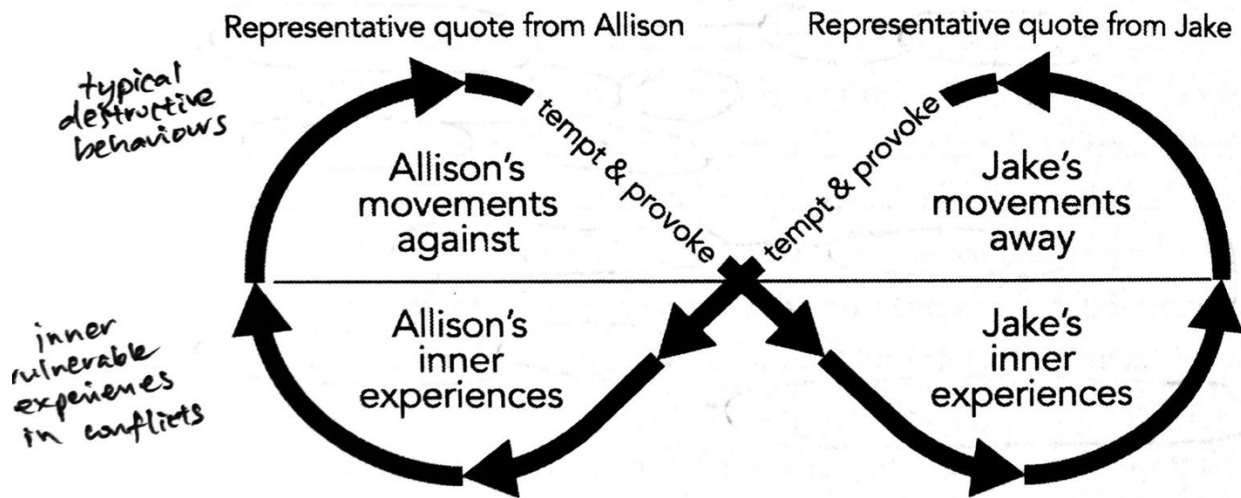 Representative quote from Allison
Representative quote from Jake
typical
destructive
behaviours
tempt & provoke
tempt & provoke
Allison's
movements
against
Jake's
movements
away
inner
vulnerable
experiences
in conflicts
Allison's
inner
experiences
Jake's
inner
experiences